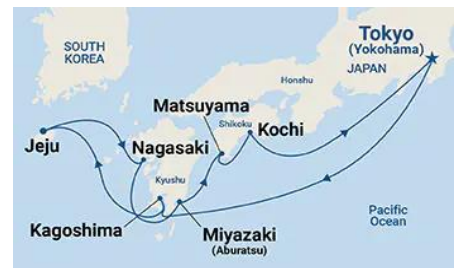 SOUTH
KOREA
Tokyo
(Yokohama)
JAPAN
Honshu
Matsuyama
Shikoku
Kochi
Jeju
Nagasaki
Kyushu
Kagoshima
Miyazaki
(Aburatsu)
Pacific
Ocean